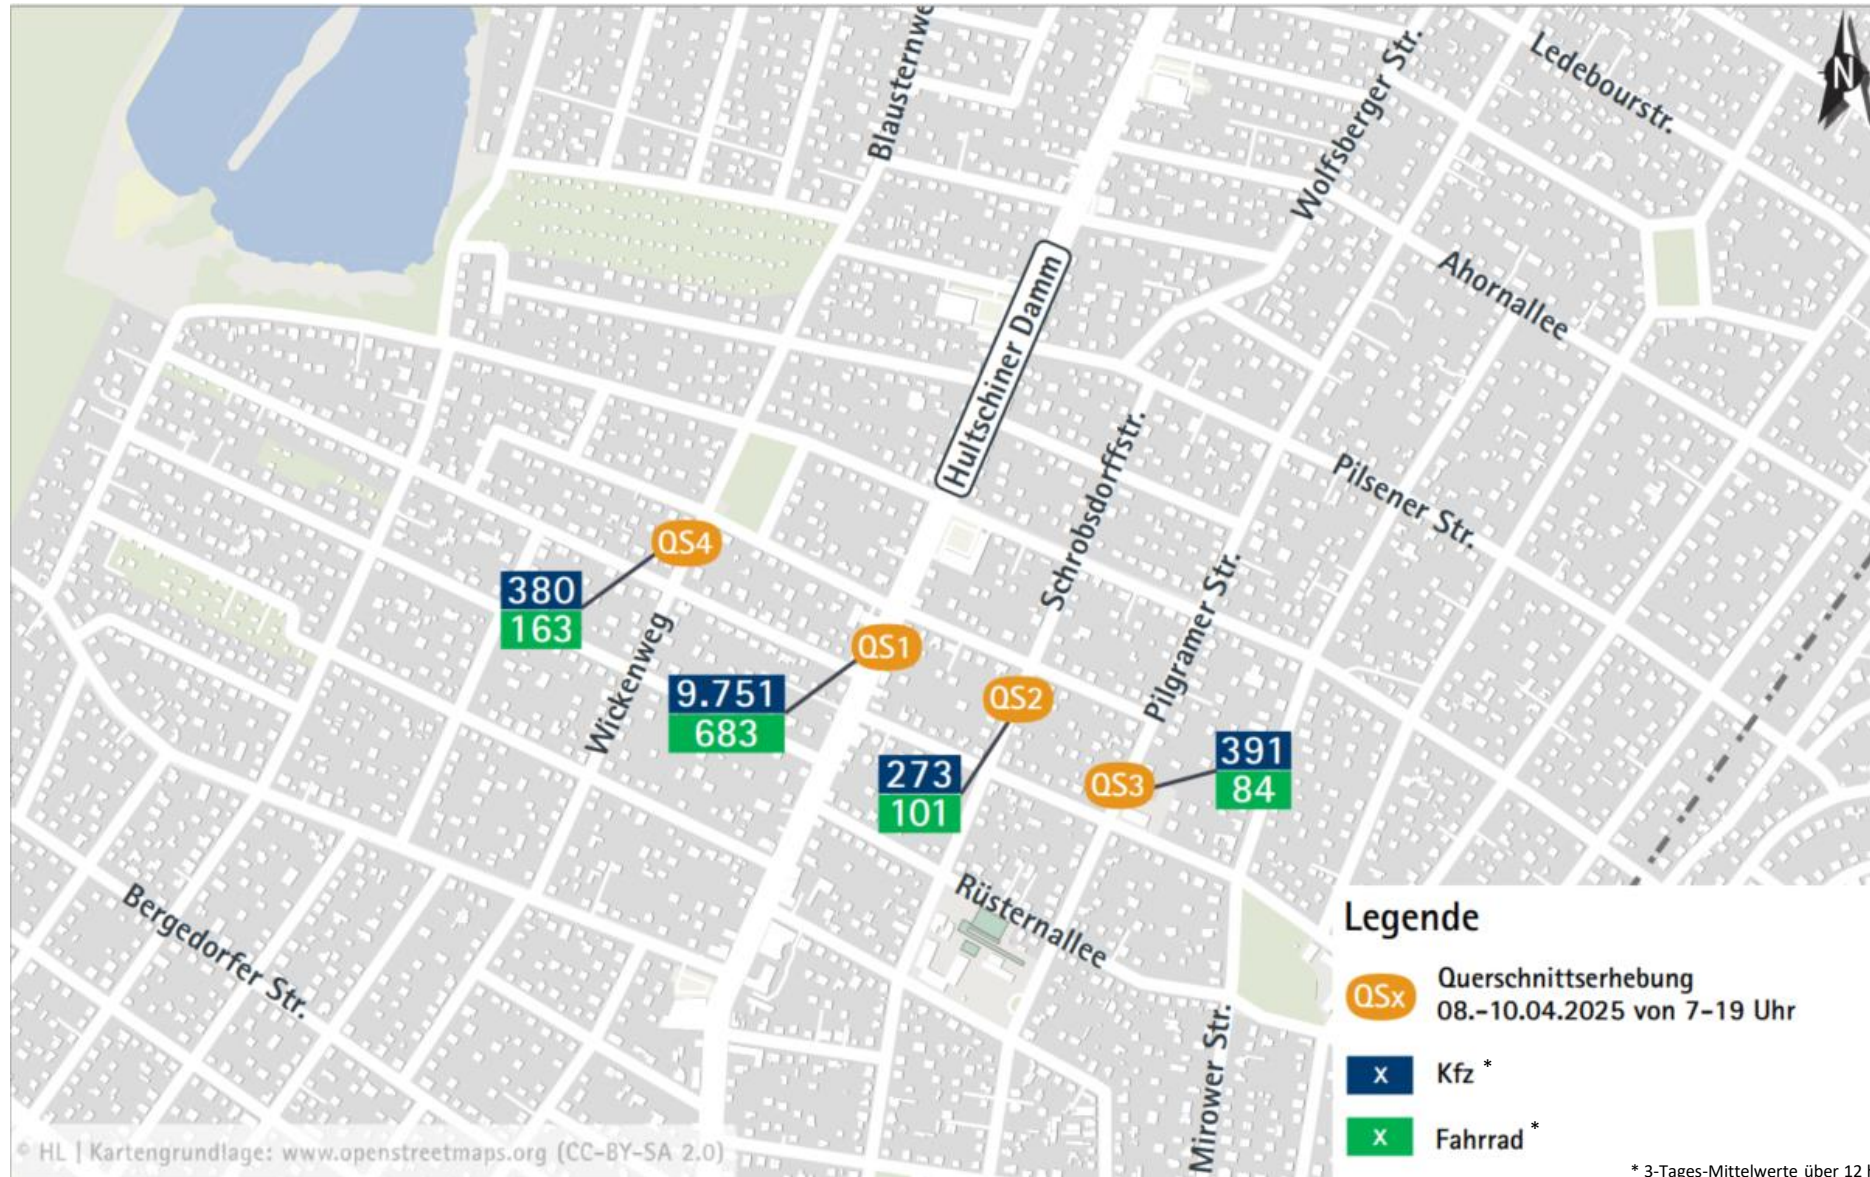 Blausternwe
Wolfsberger Str.
Ledebourstr.
N
Ahornallee
Hultschiner Damm
Schrobsdorffstr.
Pilsener Str.
QS4
380
163
Wickenweg
QS1
9.751
683
QS2
273
101
Pilgramer Str.
QS3
391
84
Rüsternallee
Bergedorfer Str.
Mirower Str.
Legende
QSx
Querschnittserhebung
08.-10.04.2025 von 7-19 Uhr
x Kfz *
x Fahrrad *
© HL | Kartengrundlage: www.openstreetmaps.org (CC-BY-SA 2.0)
* 3-Tages-Mittelwerte über 12 h